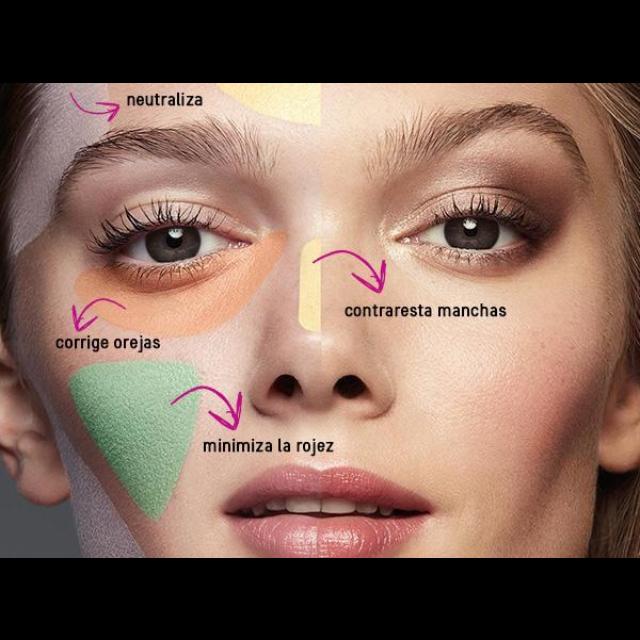 neutraliza
contraresta manchas
corrige orejas
minimiza la rojez